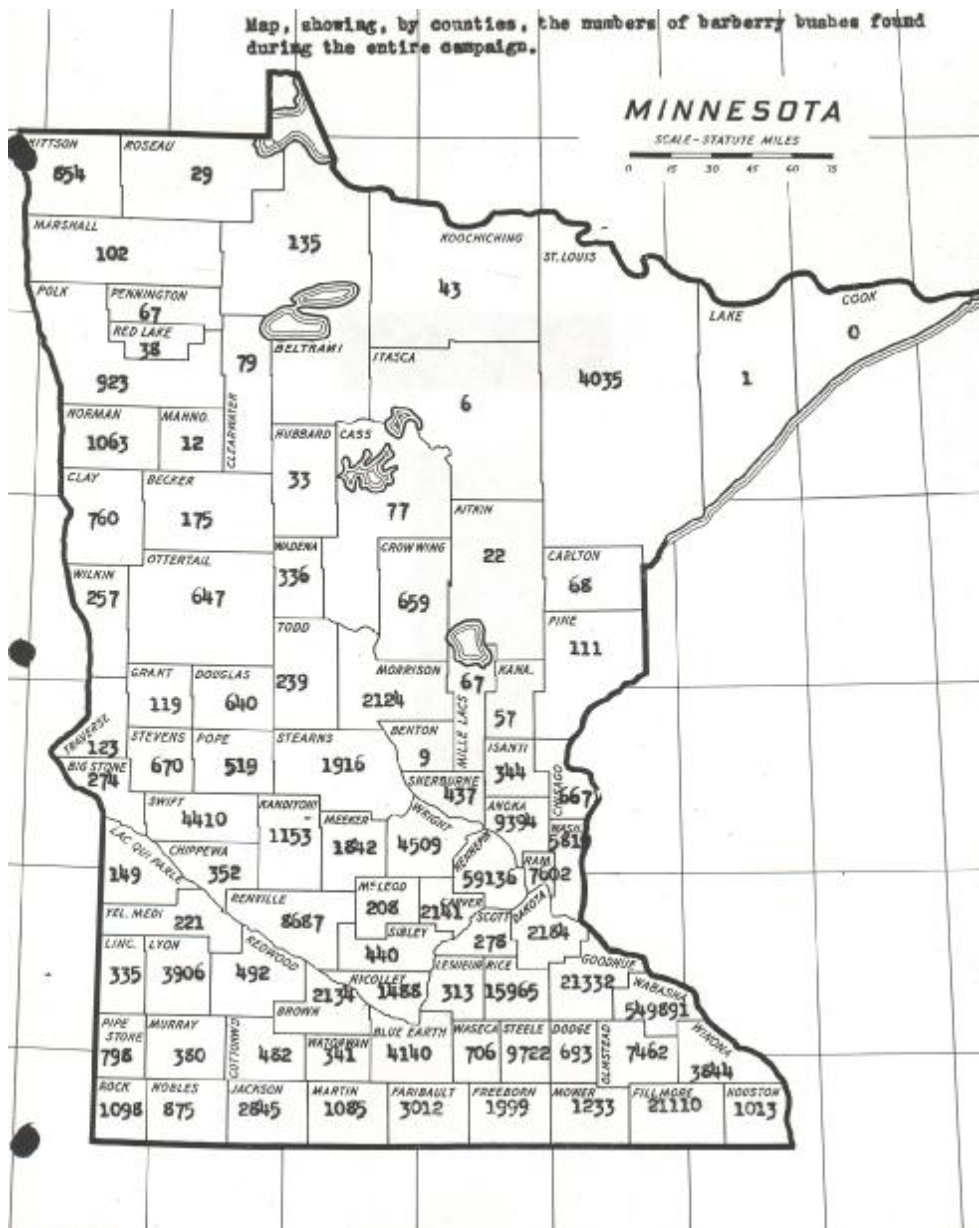 Map, showing, by counties, the numbers of barberry bushes found
during the entire campaign.
MINNESOTA
SCALE-STATUTE MILES
0 15 30 45 60 75
KITTSON
854
ROSEAU
29
MARSHALL
102
135
KOOCHICHING
43
ST. LOUIS
4035
LAKE
1
COOK
0
POLK
923
PENNINGTON
67
RED LAKE
38
79
CLEARWATER
BELTRAMI
ITASCA
6
NORMAN
1063
MAHNO.
12
HUBBARD
33
CASS
77
CLAY
760
BECKER
175
AITKIN
22
WADENA
336
CROW WING
659
CARLTON
68
WILKIN
257
OTTERTAIL
647
PINE
111
TODD
239
MORRISON
2124
67
MILLE LACS
KANA.
57
GRANT
119
DOUGLAS
640
TRAVERSE
123
STEVENS
670
POPE
519
STEARNS
1916
BENTON
9
ISANTI
344
BIG STONE
274
SHERBURNE
437
CHISAGO
667
SWIFT
4410
KANDIYOHI
1153
MEEKER
1842
WRIGHT
4509
ANOKA
9394
WASH.
5819
LAC QUI PARLE
149
CHIPPEWA
352
HENNEPIN
59136
RAM.
7602
YEL. MEDI
221
RENVILLE
8687
McLEOD
208
CARVER
2141
SCOTT
278
DAKOTA
2184
SIBLEY
440
LINC.
335
LYON
3906
REDWOOD
492
BROWN
2134
NICOLLET
1488
LESUEUR
313
RICE
15965
GOODHUE
21332
WABASHA
549891
PIPE
STONE
798
MURRAY
380
COTTONWD
482
WATONWAN
341
BLUE EARTH
4140
WASECA
706
STEELE
9722
DODGE
693
OLMSTEAD
7462
WINONA
3844
ROCK
1098
NOBLES
875
JACKSON
2845
MARTIN
1085
FARIBAULT
3012
FREEBORN
1999
MOWER
1233
FILLMORE
21110
HOUSTON
1013